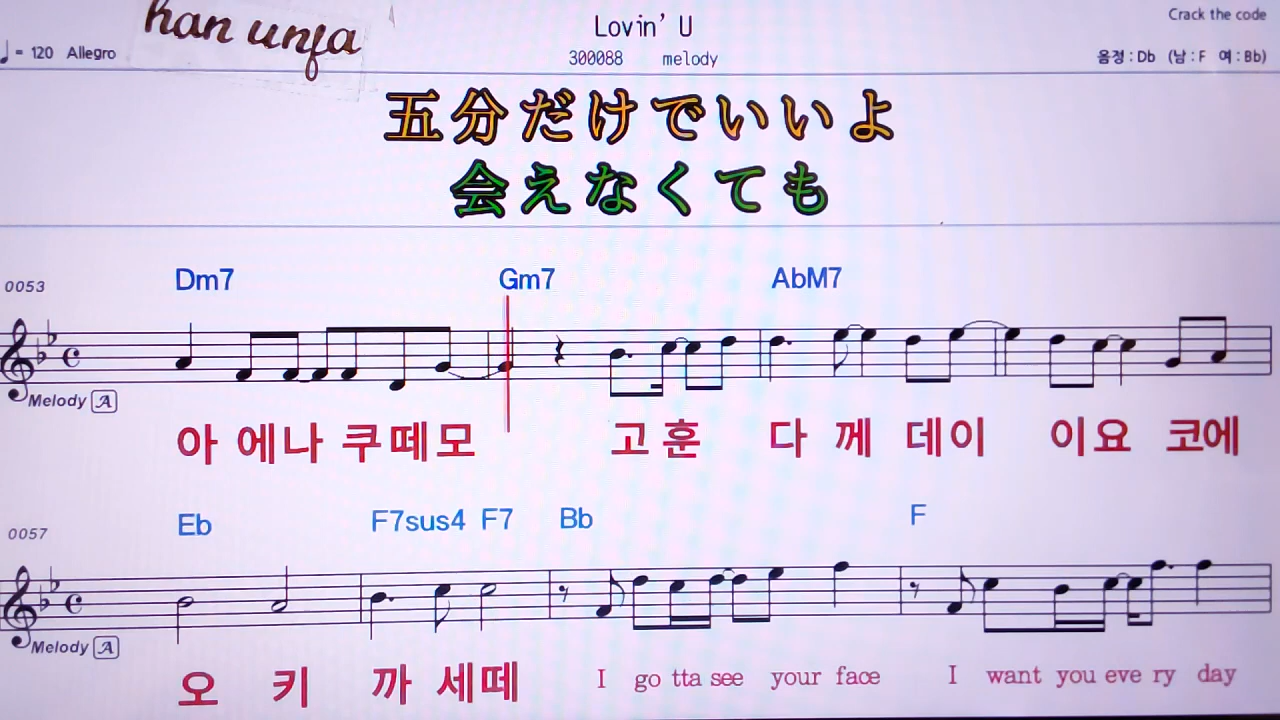 han unja
Lovin' U
Crack the code
♩= 120 Allegro
300088 melody
음정 : Db (남 : F 여 : Bb)
五分だけでいいよ
会えなくても
Dm7 Gm7 AbM7
0053
Melody A
아 에나 쿠떼모 고훈 다 께 데이 이요 코에
Eb F7sus4 F7 Bb F
0057
Melody A
오 키 까 세떼 I go tta see your face I want you eve ry day